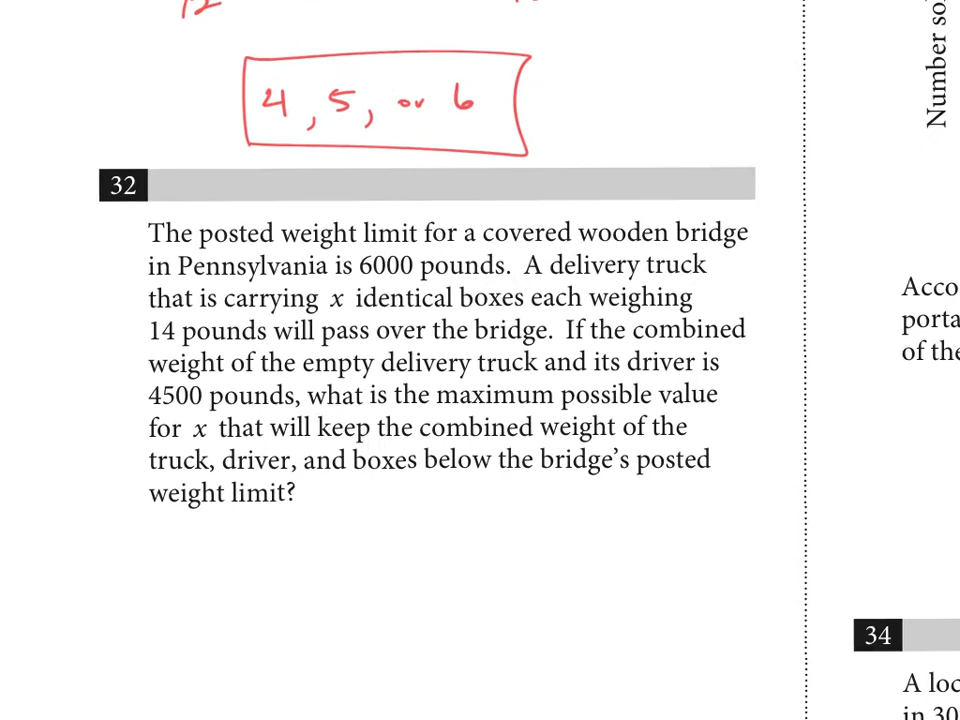 4, 5, or 6
32
The posted weight limit for a covered wooden bridge
in Pennsylvania is 6000 pounds. A delivery truck
that is carrying x identical boxes each weighing
14 pounds will pass over the bridge. If the combined
weight of the empty delivery truck and its driver is
4500 pounds, what is the maximum possible value
for x that will keep the combined weight of the
truck, driver, and boxes below the bridge's posted
weight limit?
Number so
Acco
porta
of the
34
A loc
in 30